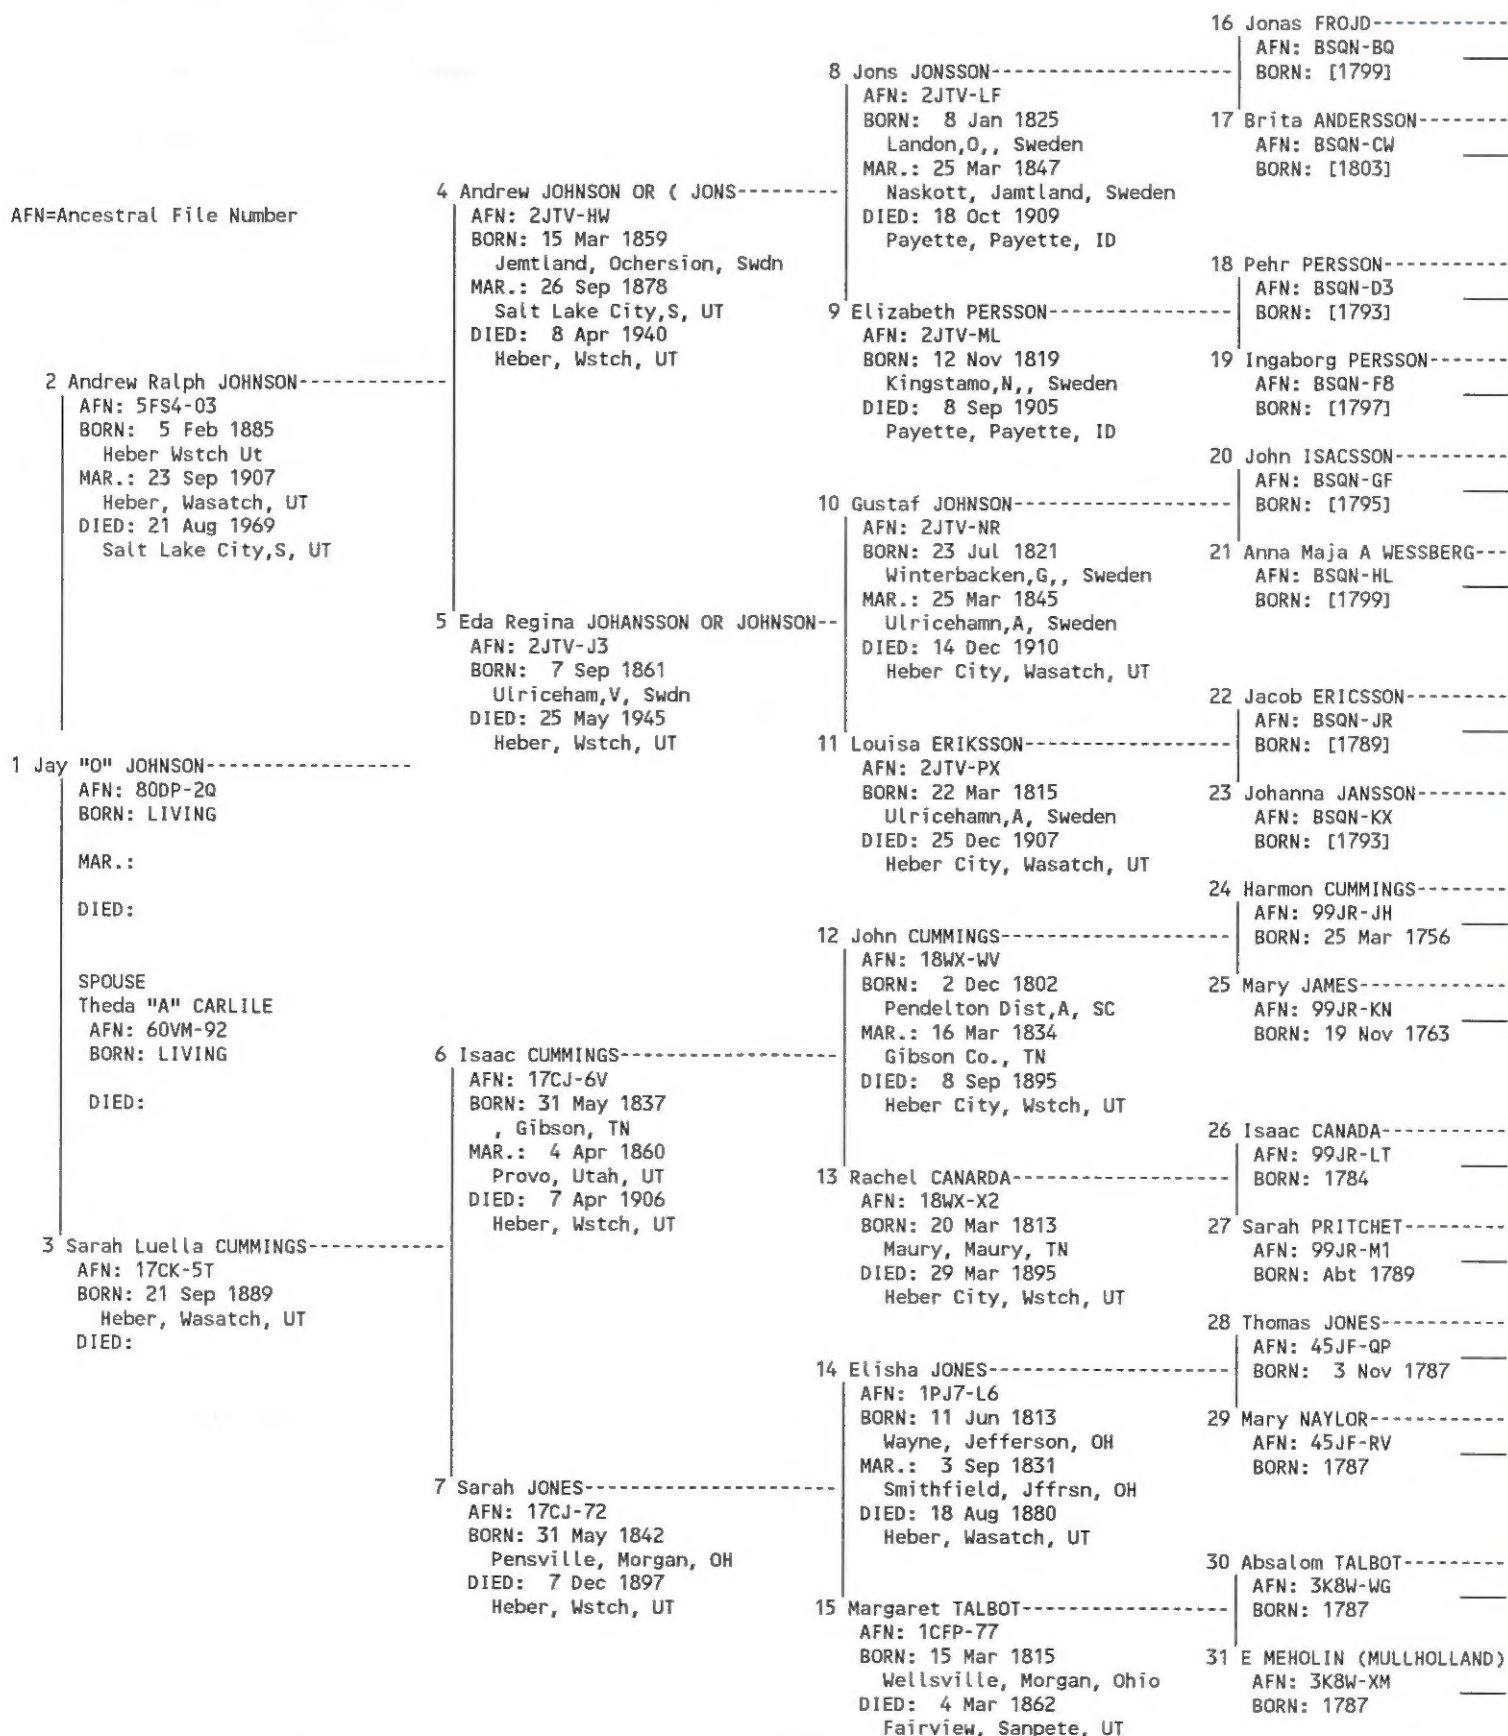 AFN=Ancestral File Number
1 Jay "O" JOHNSON----------------
AFN: 80DP-2Q
BORN: LIVING
MAR.:
DIED:
SPOUSE
Theda "A" CARLILE
AFN: 60VM-92
BORN: LIVING
DIED:
2 Andrew Ralph JOHNSON------------
AFN: 5FS4-03
BORN: 5 Feb 1885
Heber Wstch Ut
MAR.: 23 Sep 1907
Heber, Wasatch, UT
DIED: 21 Aug 1969
Salt Lake City,S, UT
3 Sarah Luella CUMMINGS-----------
AFN: 17CK-5T
BORN: 21 Sep 1889
Heber, Wasatch, UT
DIED:
4 Andrew JOHNSON OR ( JONS--------
AFN: 2JTV-HW
BORN: 15 Mar 1859
Jemtland, Ochersion, Swdn
MAR.: 26 Sep 1878
Salt Lake City,S, UT
DIED: 8 Apr 1940
Heber, Wstch, UT
5 Eda Regina JOHANSSON OR JOHNSON--
AFN: 2JTV-J3
BORN: 7 Sep 1861
Ulriceham,V, Swdn
DIED: 25 May 1945
Heber, Wstch, UT
6 Isaac CUMMINGS-----------------
AFN: 17CJ-6V
BORN: 31 May 1837
, Gibson, TN
MAR.: 4 Apr 1860
Provo, Utah, UT
DIED: 7 Apr 1906
Heber, Wstch, UT
7 Sarah JONES--------------------
AFN: 17CJ-72
BORN: 31 May 1842
Pensville, Morgan, OH
DIED: 7 Dec 1897
Heber, Wstch, UT
8 Jons JONSSON-------------------
AFN: 2JTV-LF
BORN: 8 Jan 1825
Landon,O,, Sweden
MAR.: 25 Mar 1847
Naskott, Jamtland, Sweden
DIED: 18 Oct 1909
Payette, Payette, ID
9 Elizabeth PERSSON--------------
AFN: 2JTV-ML
BORN: 12 Nov 1819
Kingstamo,N,, Sweden
DIED: 8 Sep 1905
Payette, Payette, ID
10 Gustaf JOHNSON-----------------
AFN: 2JTV-NR
BORN: 23 Jul 1821
Winterbacken,G,, Sweden
MAR.: 25 Mar 1845
Ulricehamn,A, Sweden
DIED: 14 Dec 1910
Heber City, Wasatch, UT
11 Louisa ERIKSSON----------------
AFN: 2JTV-PX
BORN: 22 Mar 1815
Ulricehamn,A, Sweden
DIED: 25 Dec 1907
Heber City, Wasatch, UT
12 John CUMMINGS------------------
AFN: 18WX-WV
BORN: 2 Dec 1802
Pendelton Dist,A, SC
MAR.: 16 Mar 1834
Gibson Co., TN
DIED: 8 Sep 1895
Heber City, Wstch, UT
13 Rachel CANARDA-----------------
AFN: 18WX-X2
BORN: 20 Mar 1813
Maury, Maury, TN
DIED: 29 Mar 1895
Heber City, Wstch, UT
14 Elisha JONES-------------------
AFN: 1PJ7-L6
BORN: 11 Jun 1813
Wayne, Jefferson, OH
MAR.: 3 Sep 1831
Smithfield, Jffrsn, OH
DIED: 18 Aug 1880
Heber, Wasatch, UT
15 Margaret TALBOT----------------
AFN: 1CFP-77
BORN: 15 Mar 1815
Wellsville, Morgan, Ohio
DIED: 4 Mar 1862
Fairview, Sanpete, UT
16 Jonas FROJD-----------
AFN: BSQN-BQ
BORN: [1799]
17 Brita ANDERSSON--------
AFN: BSQN-CW
BORN: [1803]
18 Pehr PERSSON----------
AFN: BSQN-D3
BORN: [1793]
19 Ingaborg PERSSON-------
AFN: BSQN-F8
BORN: [1797]
20 John ISACSSON---------
AFN: BSQN-GF
BORN: [1795]
21 Anna Maja A WESSBERG---
AFN: BSQN-HL
BORN: [1799]
22 Jacob ERICSSON--------
AFN: BSQN-JR
BORN: [1789]
23 Johanna JANSSON-------
AFN: BSQN-KX
BORN: [1793]
24 Harmon CUMMINGS-------
AFN: 99JR-JH
BORN: 25 Mar 1756
25 Mary JAMES------------
AFN: 99JR-KN
BORN: 19 Nov 1763
26 Isaac CANADA----------
AFN: 99JR-LT
BORN: 1784
27 Sarah PRITCHET--------
AFN: 99JR-M1
BORN: Abt 1789
28 Thomas JONES----------
AFN: 45JF-QP
BORN: 3 Nov 1787
29 Mary NAYLOR-----------
AFN: 45JF-RV
BORN: 1787
30 Absalom TALBOT--------
AFN: 3K8W-WG
BORN: 1787
31 E MEHOLIN (MULLHOLLAND)
AFN: 3K8W-XM
BORN: 1787